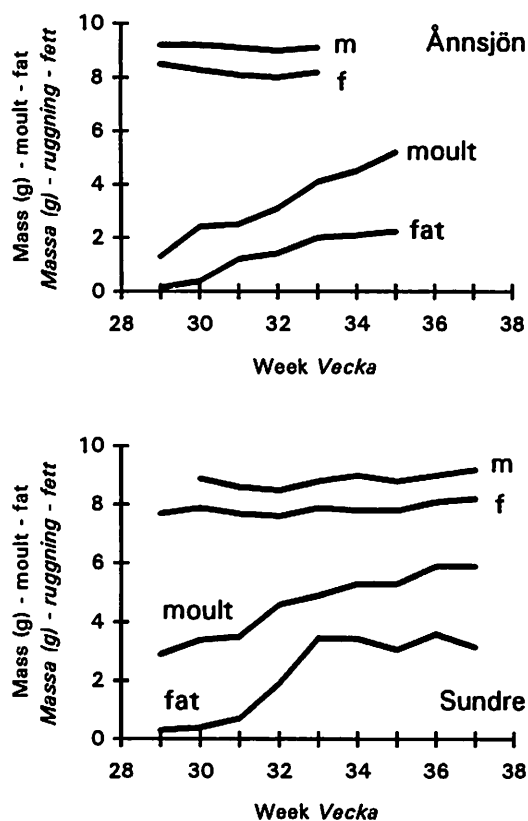 Ånnsjön
Mass (g) - moult - fat
Massa (g) - ruggning - fett
10
8
6
4
2
0
m
f
moult
fat
28 30 32 34 36 38
Week Vecka
Sundre
Mass (g) - moult - fat
Massa (g) - ruggning - fett
10
8
6
4
2
0
m
f
moult
fat
28 30 32 34 36 38
Week Vecka